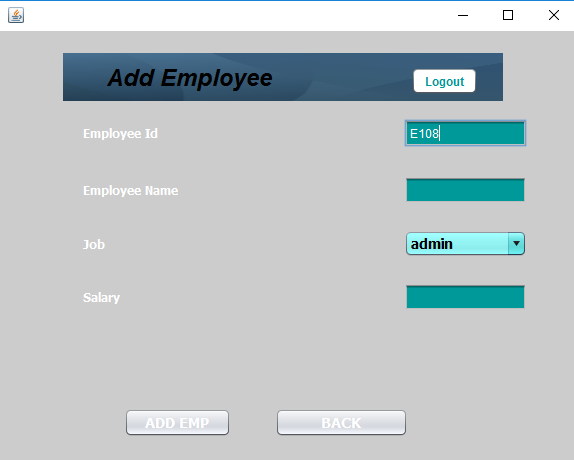 Add Employee
Logout
Employee Id
E108
Employee Name
Job
admin
Salary
ADD EMP
BACK